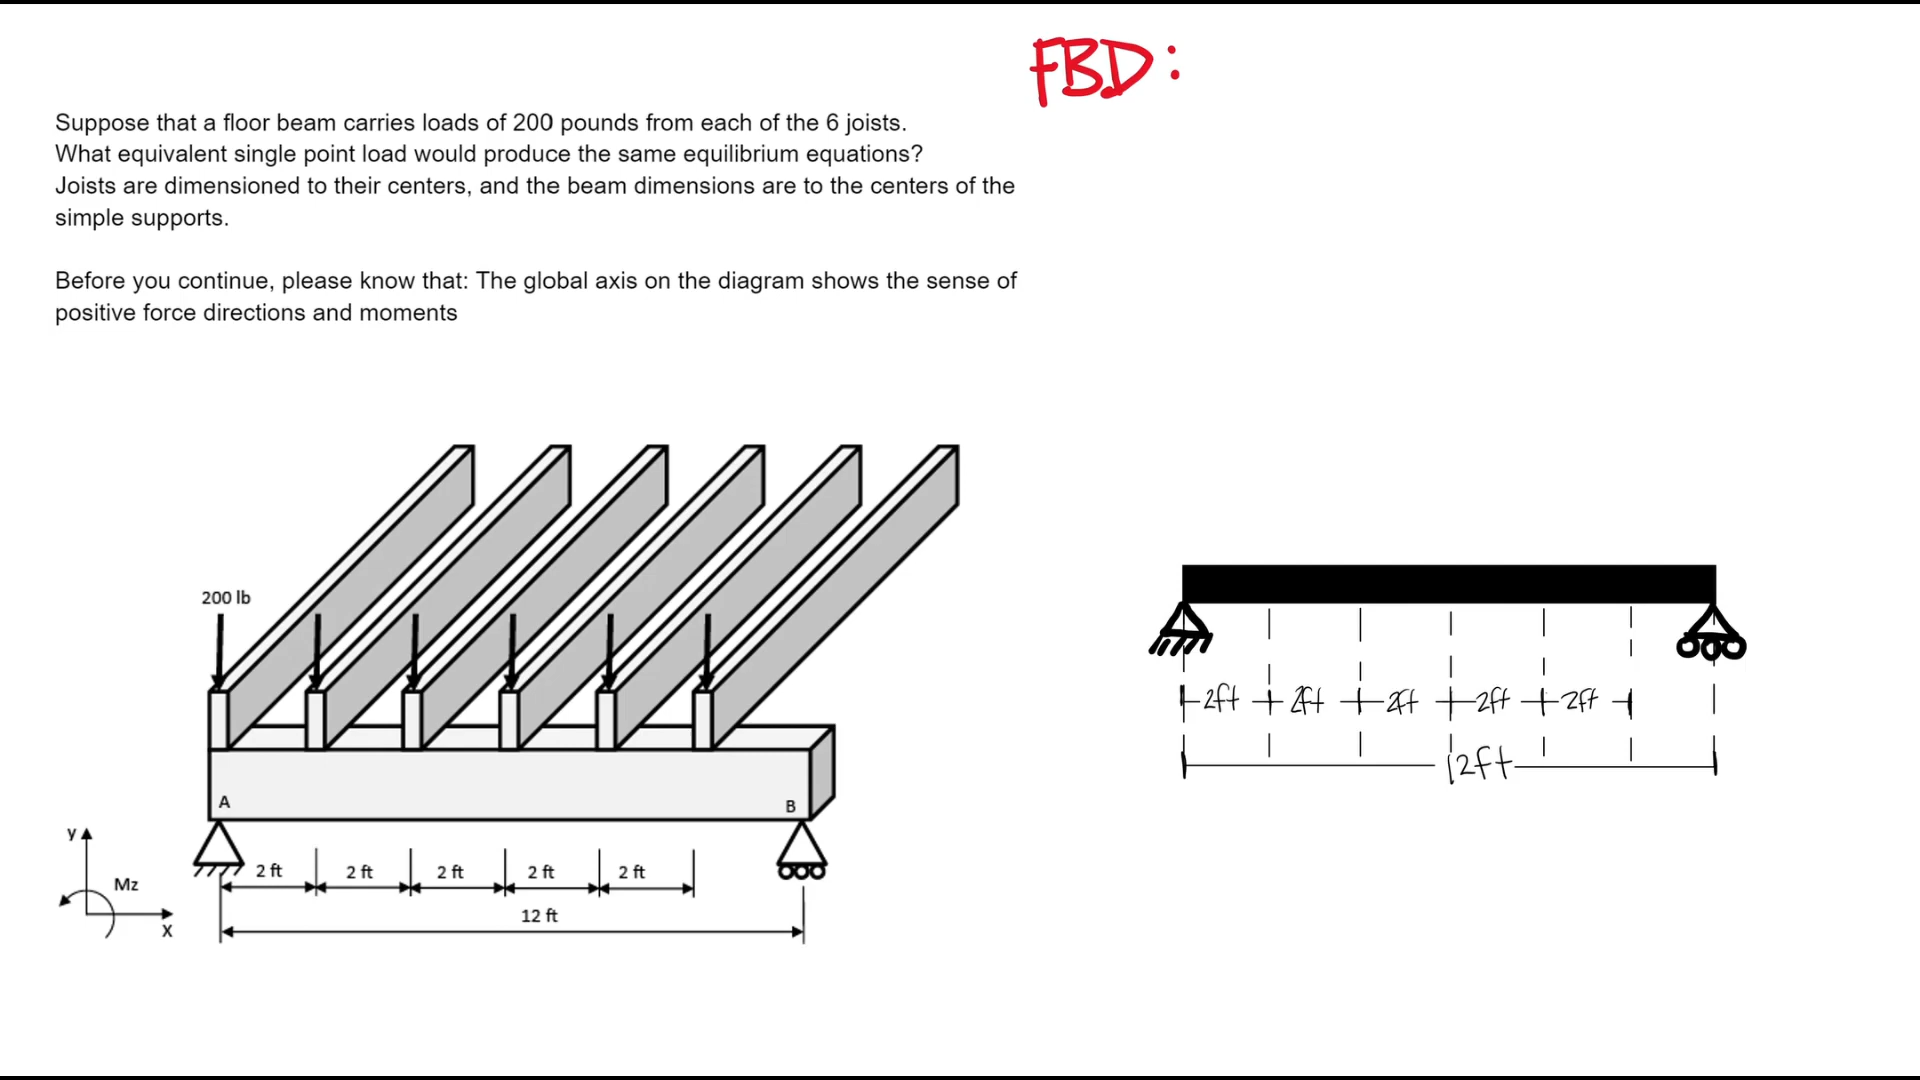 FBD:
Suppose that a floor beam carries loads of 200 pounds from each of the 6 joists.
What equivalent single point load would produce the same equilibrium equations?
Joists are dimensioned to their centers, and the beam dimensions are to the centers of the
simple supports.
Before you continue, please know that: The global axis on the diagram shows the sense of
positive force directions and moments
200 lb
A
B
y
Mz
x
2 ft
2 ft
2 ft
2 ft
2 ft
12 ft
2ft
2ft
2ft
2ft
2ft
12ft